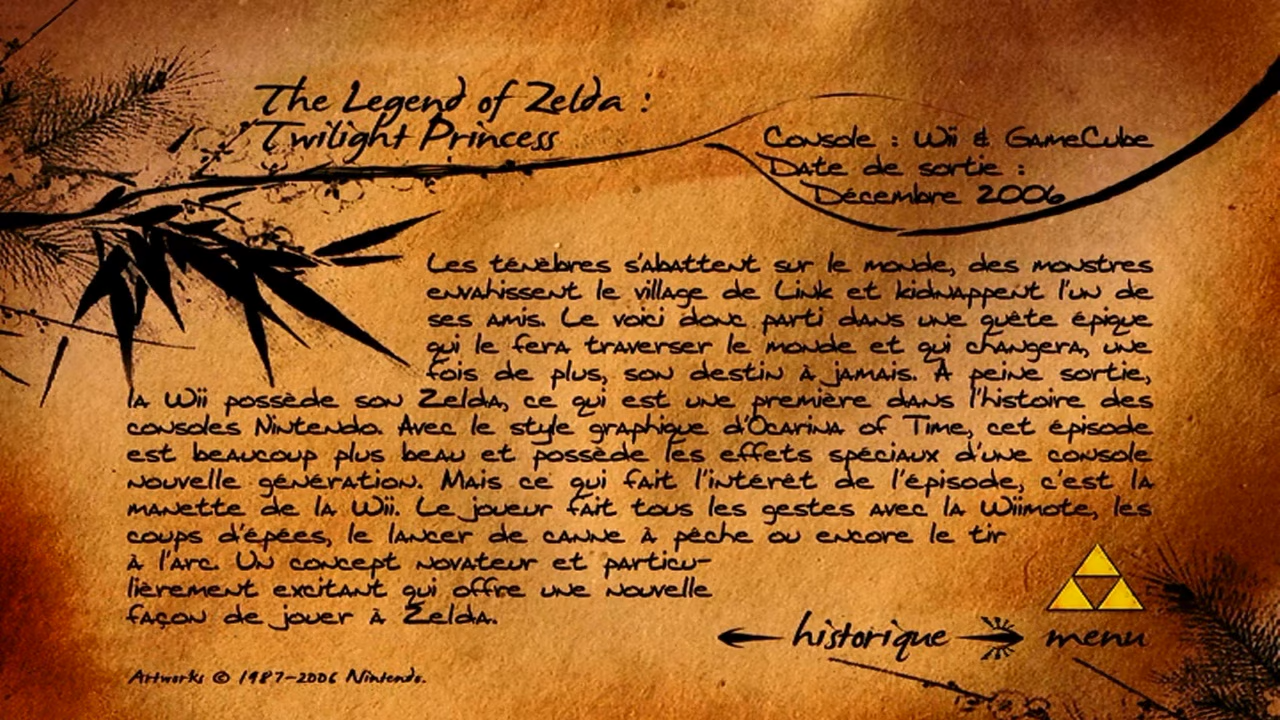 The Legend of Zelda :
Twilight Princess
Console : Wii & GameCube
Date de sortie :
Décembre 2006
Les ténèbres s'abattent sur le monde, des monstres
envahissent le village de Link et kidnappent l'un de
ses amis. Le voici donc parti dans une quête épique
qui le fera traverser le monde et qui changera, une
fois de plus, son destin à jamais. A peine sortie,
la Wii possède son Zelda, ce qui est une première dans l'histoire des
consoles Nintendo. Avec le style graphique d'Ocarina of Time, cet épisode
est beaucoup plus beau et possède les effets spéciaux d'une console
nouvelle génération. Mais ce qui fait l'intérêt de l'épisode, c'est la
manette de la Wii. Le joueur fait tous les gestes avec la Wiimote, les
coups d'épées, le lancer de canne à pêche ou encore le tir
à l'arc. Un concept novateur et particu-
lièrement excitant qui offre une nouvelle
façon de jouer à Zelda.
historique
menu
Artworks © 1987-2006 Nintendo.